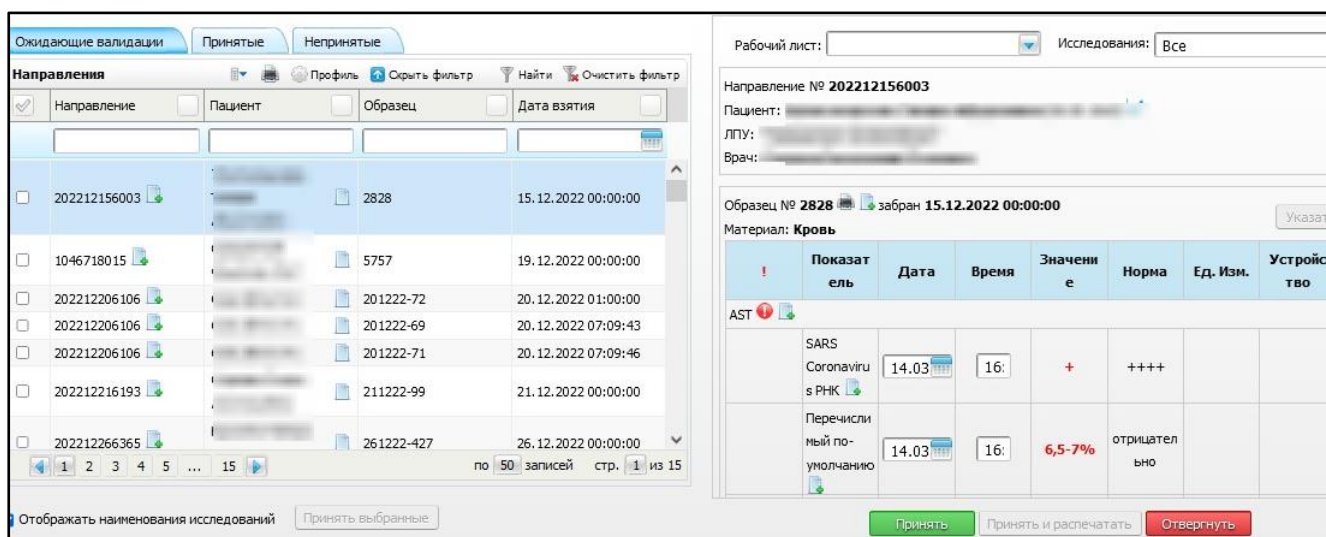 Ожидающие валидации Принятые Непринятые
Направления Профиль Скрыть фильтр Найти Очистить фильтр
Направление Пациент Образец Дата взятия
202212156003 2828 15.12.2022 00:00:00
1046718015 5757 19.12.2022 00:00:00
202212206106 201222-72 20.12.2022 01:00:00
202212206106 201222-69 20.12.2022 07:09:43
202212206106 201222-71 20.12.2022 07:09:46
202212216193 211222-99 21.12.2022 00:00:00
202212266365 261222-427 26.12.2022 00:00:00
1 2 3 4 5 ... 15 по 50 записей стр. 1 из 15
Отображать наименования исследований Принять выбранные
Рабочий лист: Исследования: Все
Направление № 202212156003
Пациент:
ЛПУ:
Врач:
Образец № 2828 забран 15.12.2022 00:00:00
Указат
Материал: Кровь
! Показат Дата Время Значени Норма Ед. Изм. Устройс
ель е тво
AST
SARS
Coronaviru 14.03 16: + ++++
s РНК
Перечисли
мый по- 14.03 16: 6,5-7% отрицател
умолчанию ьно
Принять Принять и распечатать Отвергнуть